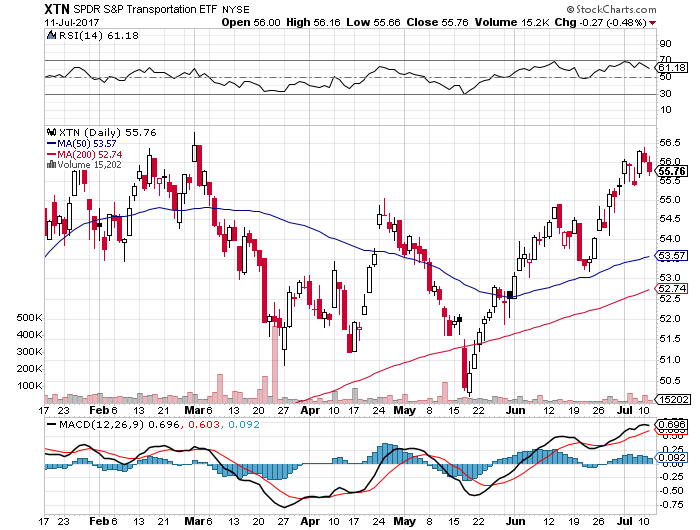 XTN SPDR S&P Transportation ETF NYSE © StockCharts.com
11-Jul-2017 Open 56.00 High 56.16 Low 55.66 Close 55.76 Volume 15.2K Chg -0.27 (-0.48%)
RSI(14) 61.18
90
70
61.18
50
30
10
XTN (Daily) 55.76
MA(50) 53.57
MA(200) 52.74
Volume 15,202
56.5
56.0
55.76
55.5
55.0
54.5
54.0
53.57
53.0
52.74
52.5
52.0
51.5
51.0
50.5
500K
400K
300K
200K
100K
15202
17 23 Feb 6 13 21 Mar 6 13 20 27 Apr 10 17 24 May 8 15 22 Jun 12 19 26 Jul 10
MACD(12,26,9) 0.696, 0.603, 0.092
0.696
0.50
0.25
0.092
-0.25
-0.50
-0.75
17 23 Feb 6 13 21 Mar 6 13 20 27 Apr 10 17 24 May 8 15 22 Jun 12 19 26 Jul 10